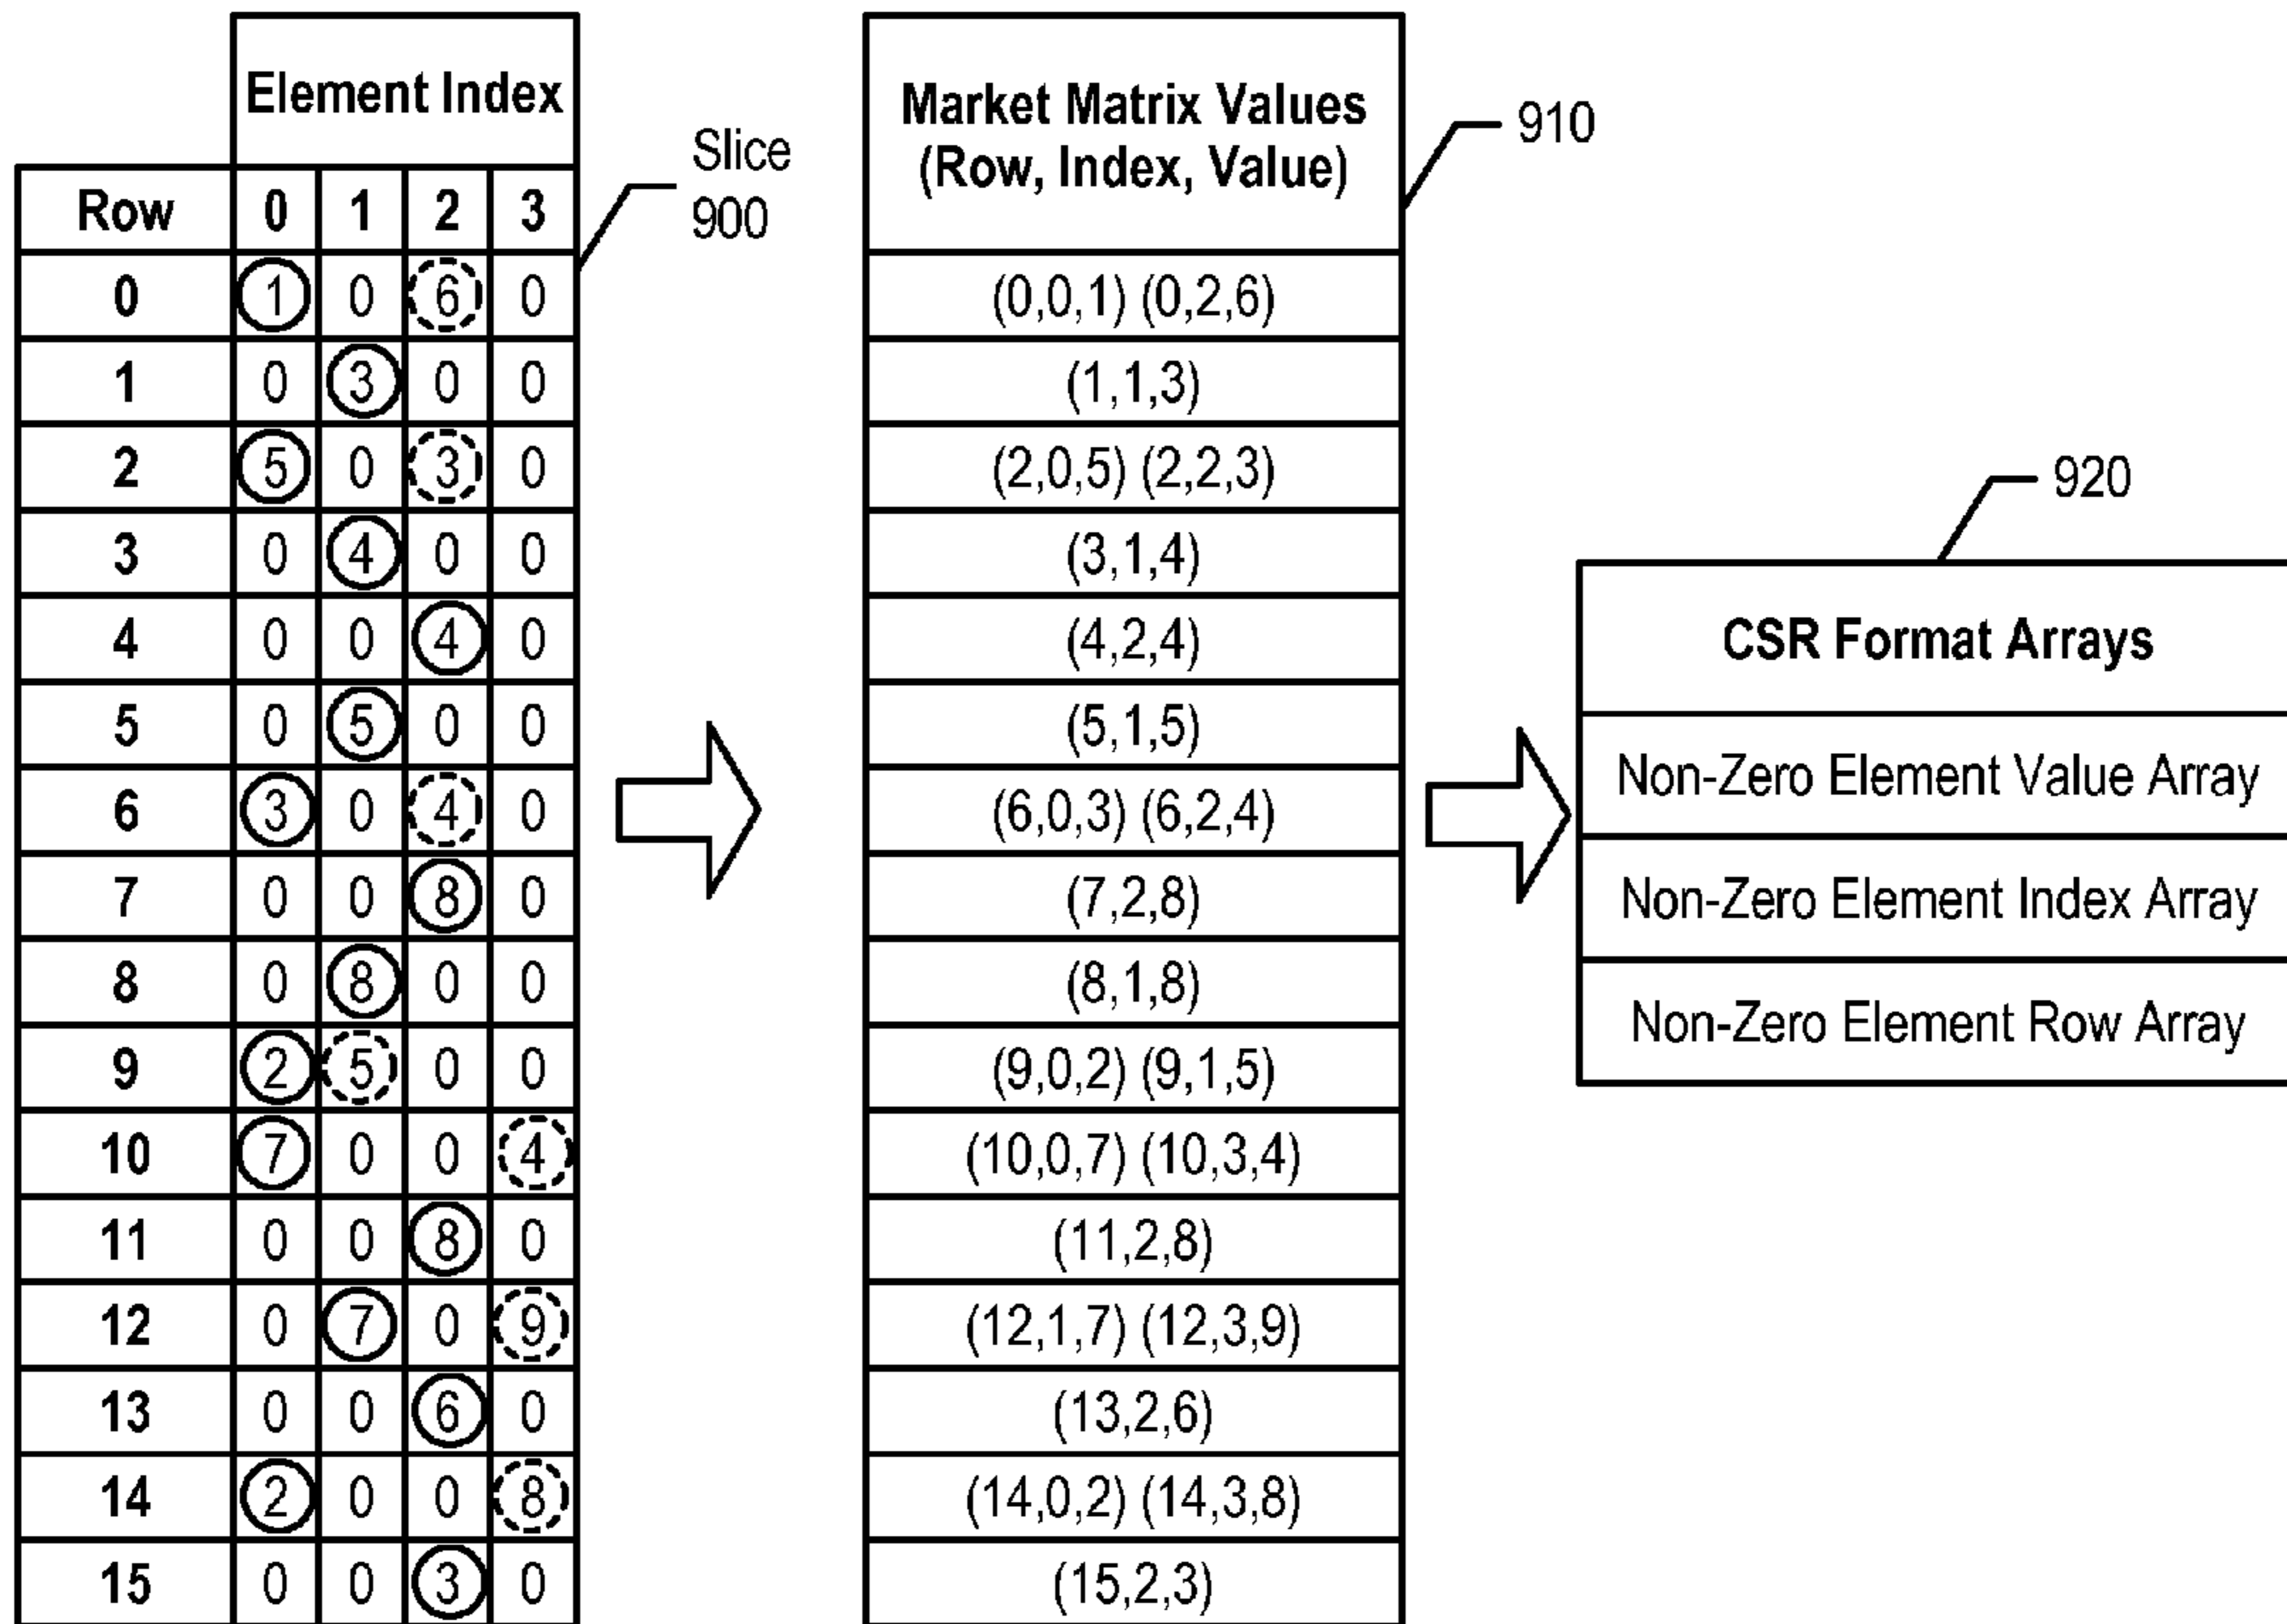 Element Index
Row 0 1 2 3
0 1 0 6 0
1 0 3 0 0
2 5 0 3 0
3 0 4 0 0
4 0 0 4 0
5 0 5 0 0
6 3 0 4 0
7 0 0 8 0
8 0 8 0 0
9 2 5 0 0
10 7 0 0 4
11 0 0 8 0
12 0 7 0 9
13 0 0 6 0
14 2 0 0 8
15 0 0 3 0
Slice
900
Market Matrix Values
(Row, Index, Value)
(0,0,1) (0,2,6)
(1,1,3)
(2,0,5) (2,2,3)
(3,1,4)
(4,2,4)
(5,1,5)
(6,0,3) (6,2,4)
(7,2,8)
(8,1,8)
(9,0,2) (9,1,5)
(10,0,7) (10,3,4)
(11,2,8)
(12,1,7) (12,3,9)
(13,2,6)
(14,0,2) (14,3,8)
(15,2,3)
910
920
CSR Format Arrays
Non-Zero Element Value Array
Non-Zero Element Index Array
Non-Zero Element Row Array